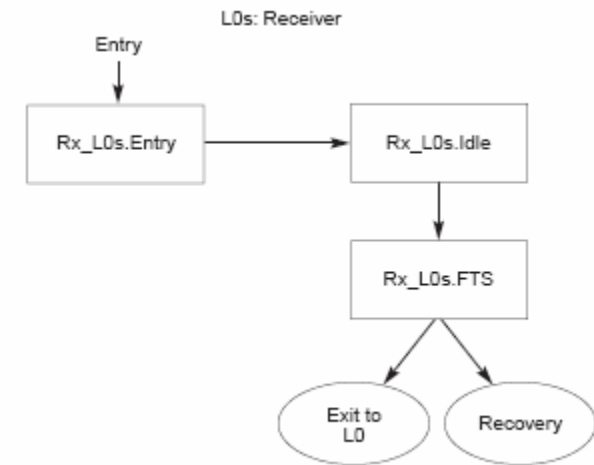 L0s: Receiver
Entry
Rx_L0s.Entry
Rx_L0s.Idle
Rx_L0s.FTS
Exit to
L0
Recovery